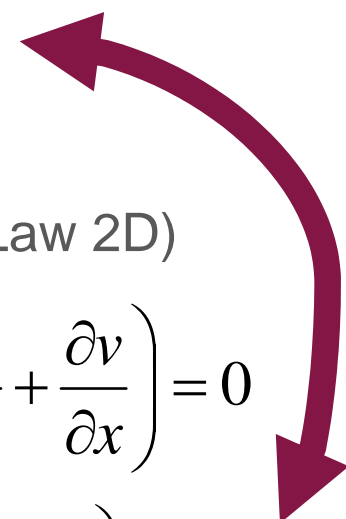 Law 2D)
+ ∂v/∂x ) = 0
)